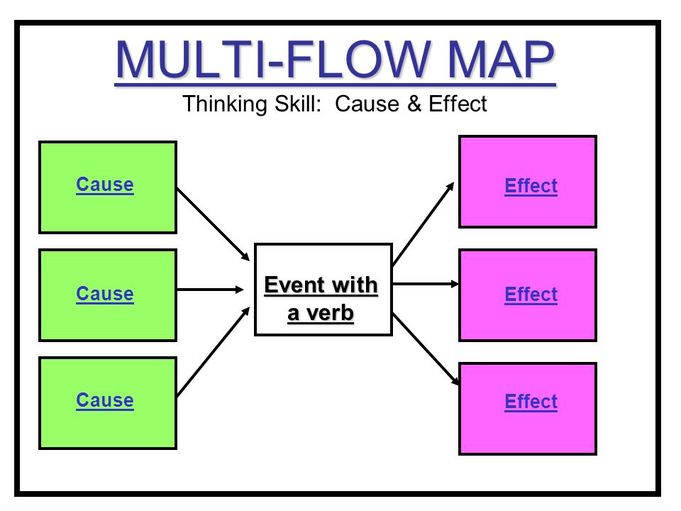 MULTI-FLOW MAP
Thinking Skill:  Cause & Effect
Cause
Cause
Cause
Event with
a verb
Effect
Effect
Effect